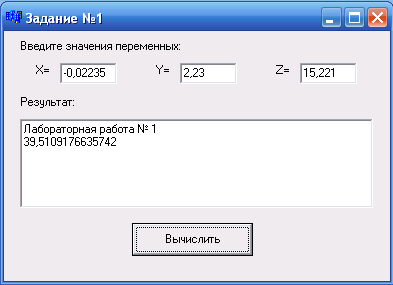 Задание №1
Введите значения переменных:
X= -0,02235 Y= 2,23 Z= 15,221
Результат:
Лабораторная работа № 1
39,5109176635742
Вычислить